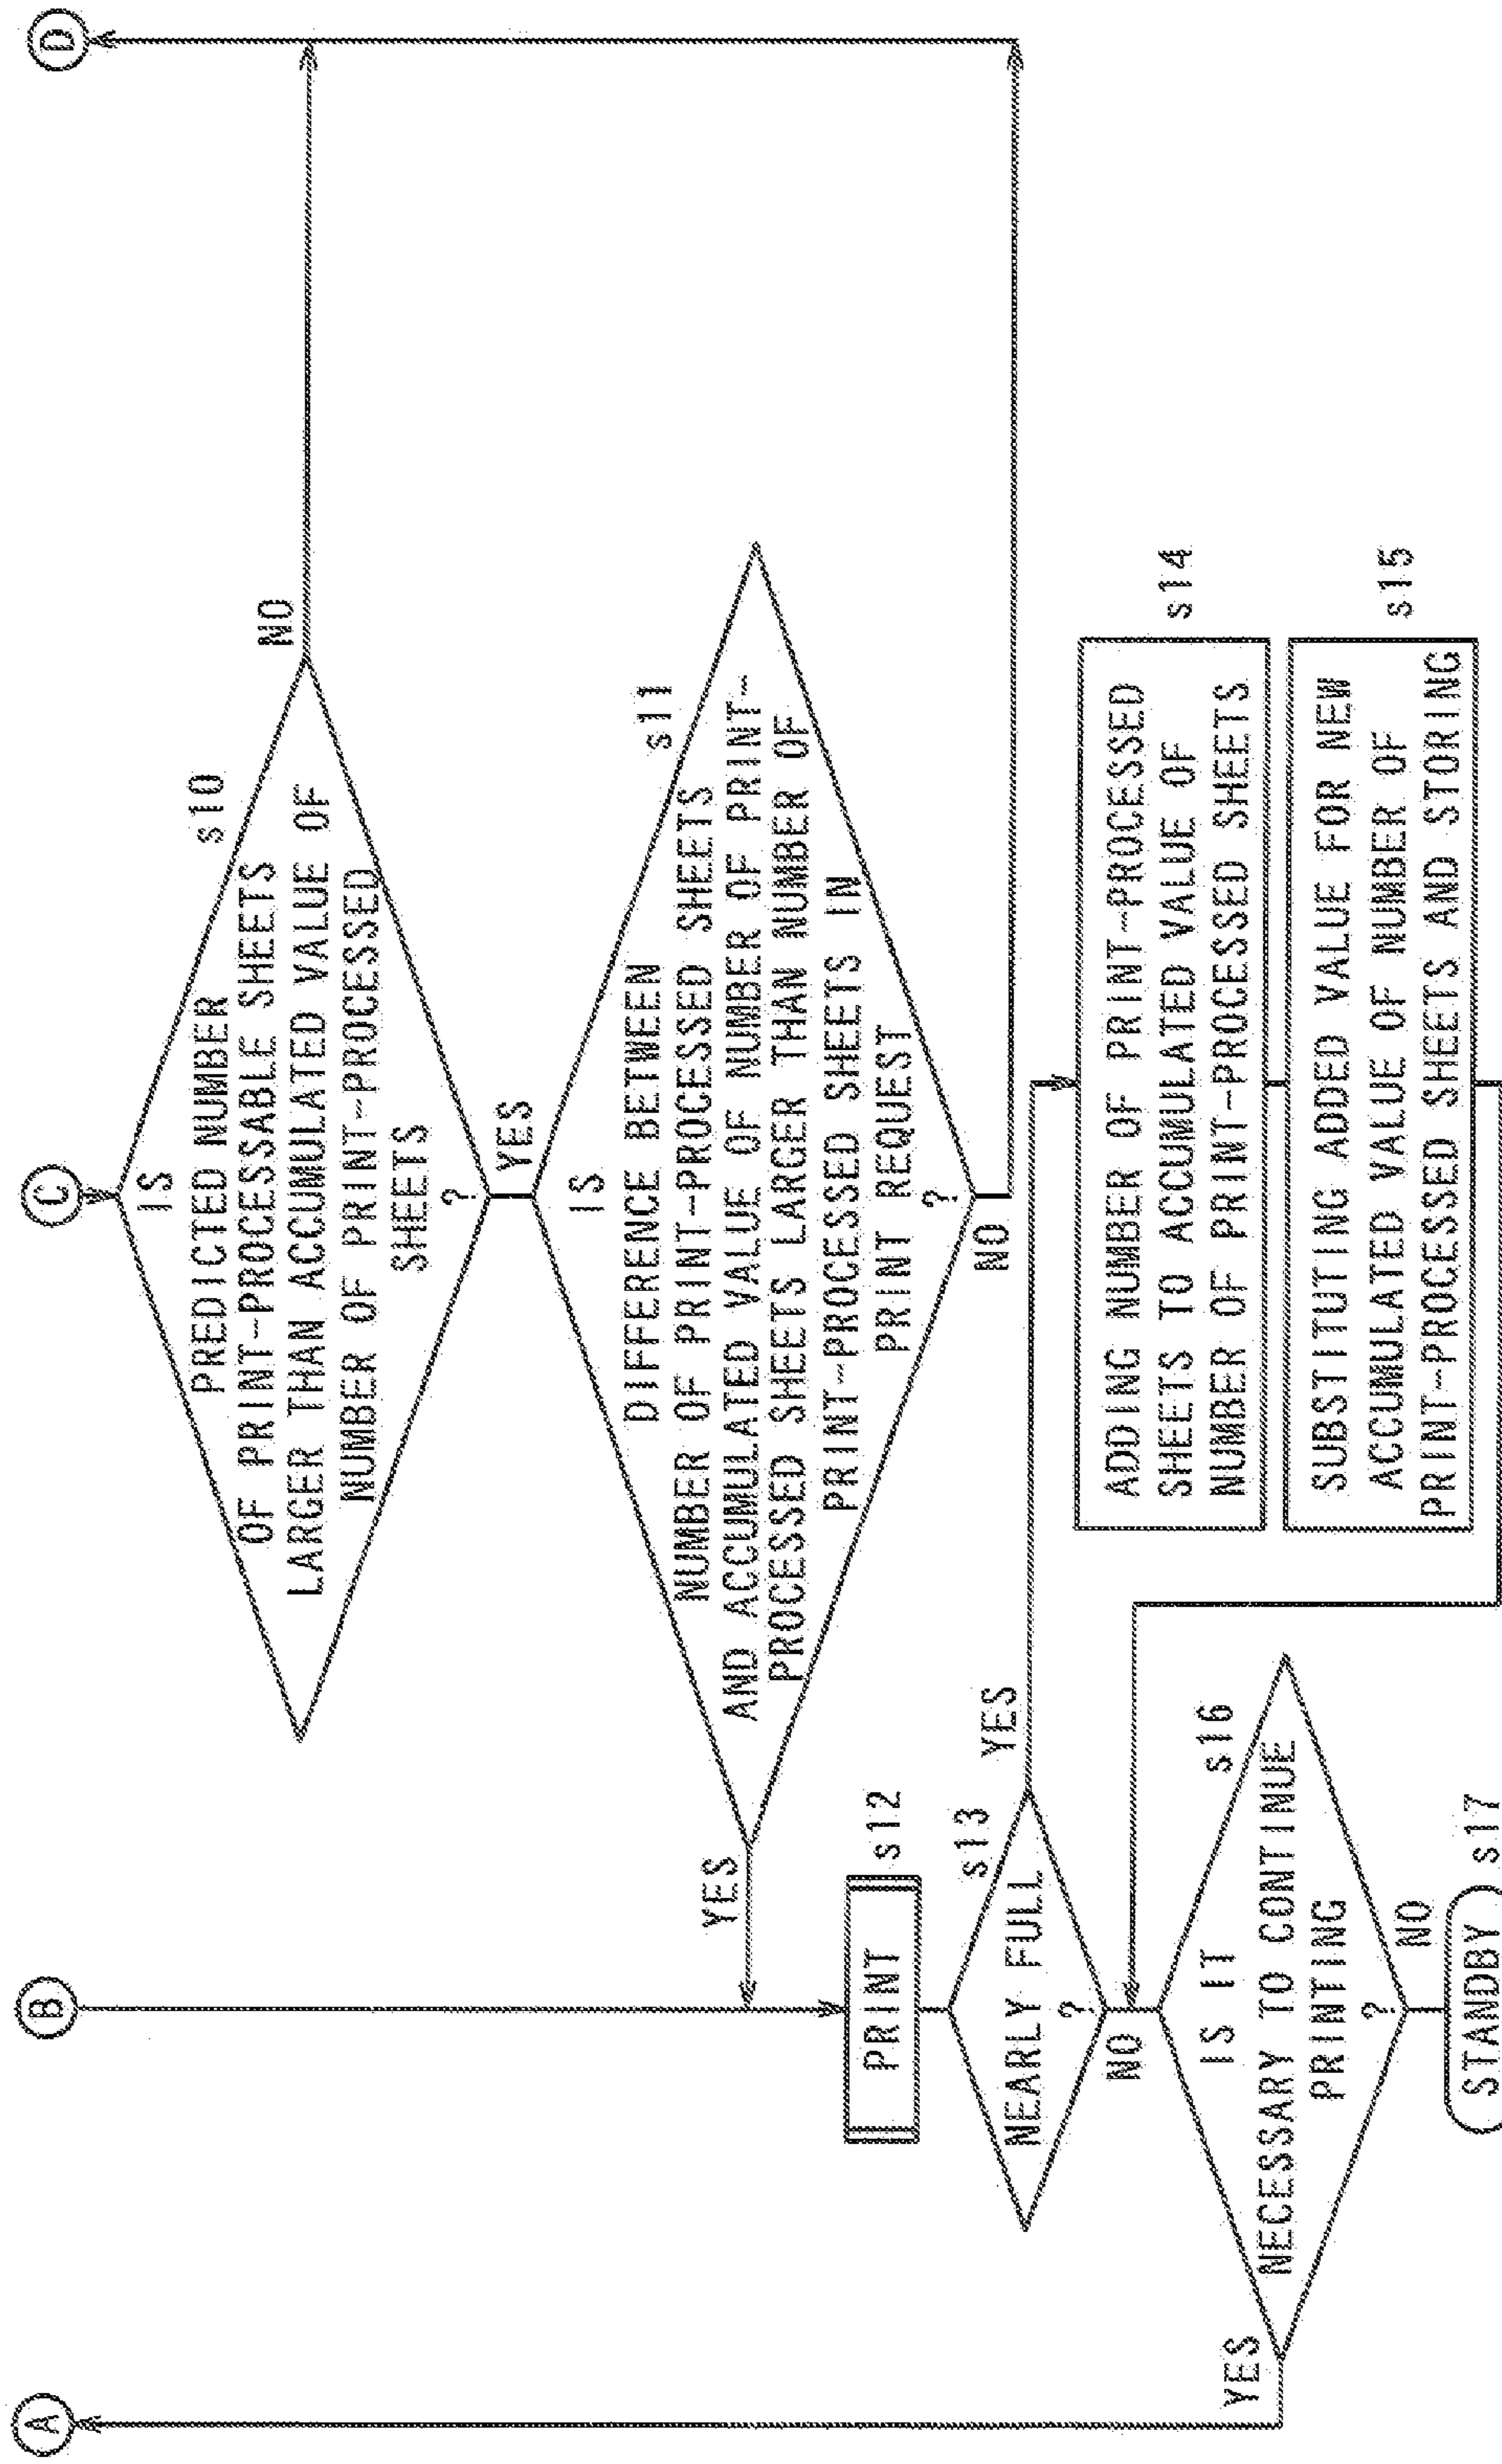 A
B
C
D
IS
PREDICTED NUMBER
OF PRINT-PROCESSABLE SHEETS
LARGER THAN ACCUMULATED VALUE OF
NUMBER OF PRINT-PROCESSED
SHEETS
?
s10
NO
YES
IS
DIFFERENCE BETWEEN
NUMBER OF PRINT-PROCESSED SHEETS
AND ACCUMULATED VALUE OF NUMBER OF PRINT-
PROCESSED SHEETS LARGER THAN NUMBER OF
PRINT-PROCESSED SHEETS IN
PRINT REQUEST
?
s11
YES
NO
PRINT
s12
NEARLY FULL
?
s13
YES
NO
ADDING NUMBER OF PRINT-PROCESSED
SHEETS TO ACCUMULATED VALUE OF
NUMBER OF PRINT-PROCESSED SHEETS
s14
SUBSTITUTING ADDED VALUE FOR NEW
ACCUMULATED VALUE OF NUMBER OF
PRINT-PROCESSED SHEETS AND STORING
s15
IS IT
NECESSARY TO CONTINUE
PRINTING
?
s16
YES
NO
STANDBY
s17